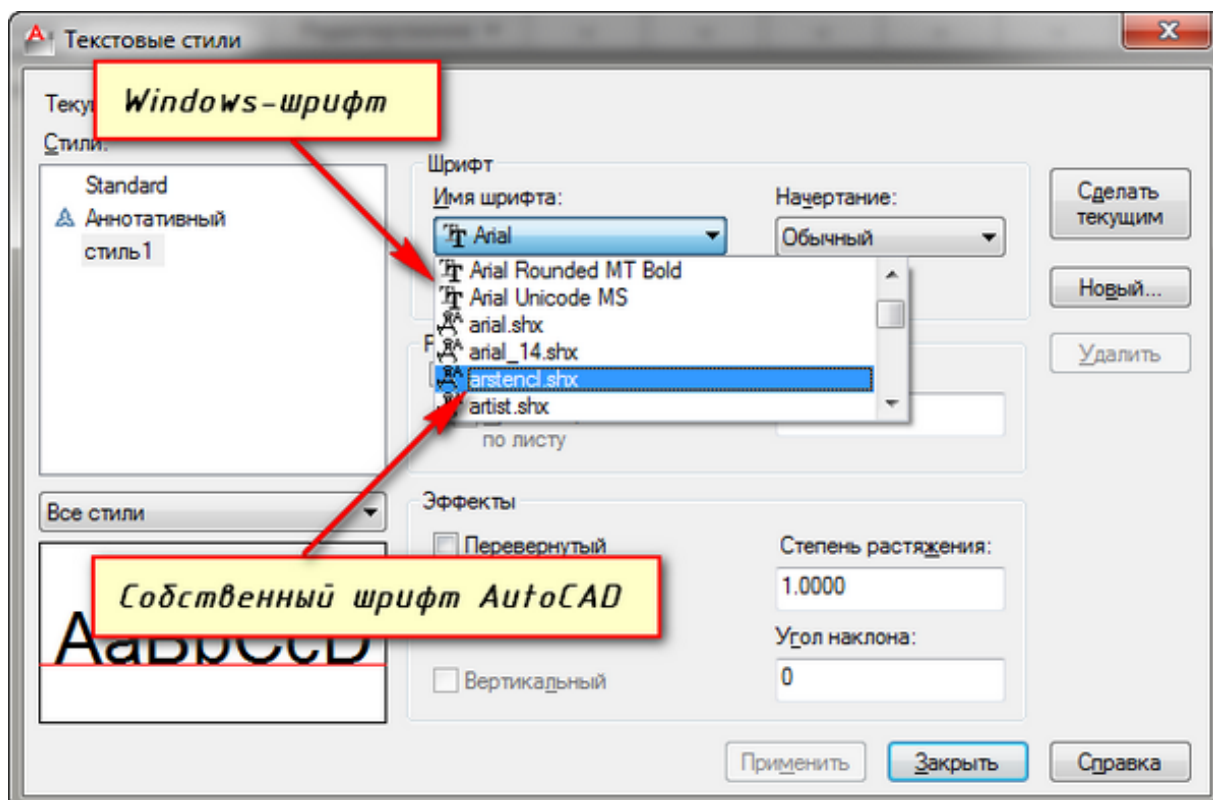 Текстовые стили
Windows-шрифт
Стили:
Standard
Аннотативный
стиль1
Все стили
AaBbCcD
Шрифт
Имя шрифта:
Начертание:
Arial
Обычный
Arial Rounded MT Bold
Arial Unicode MS
arial.shx
arial_14.shx
arstencl.shx
artist.shx
по листу
Эффекты
Перевернутый
Собственный шрифт AutoCAD
Вертикальный
Степень растяжения:
1.0000
Угол наклона:
0
Сделать
текущим
Новый...
Удалить
Применить
Закрыть
Справка